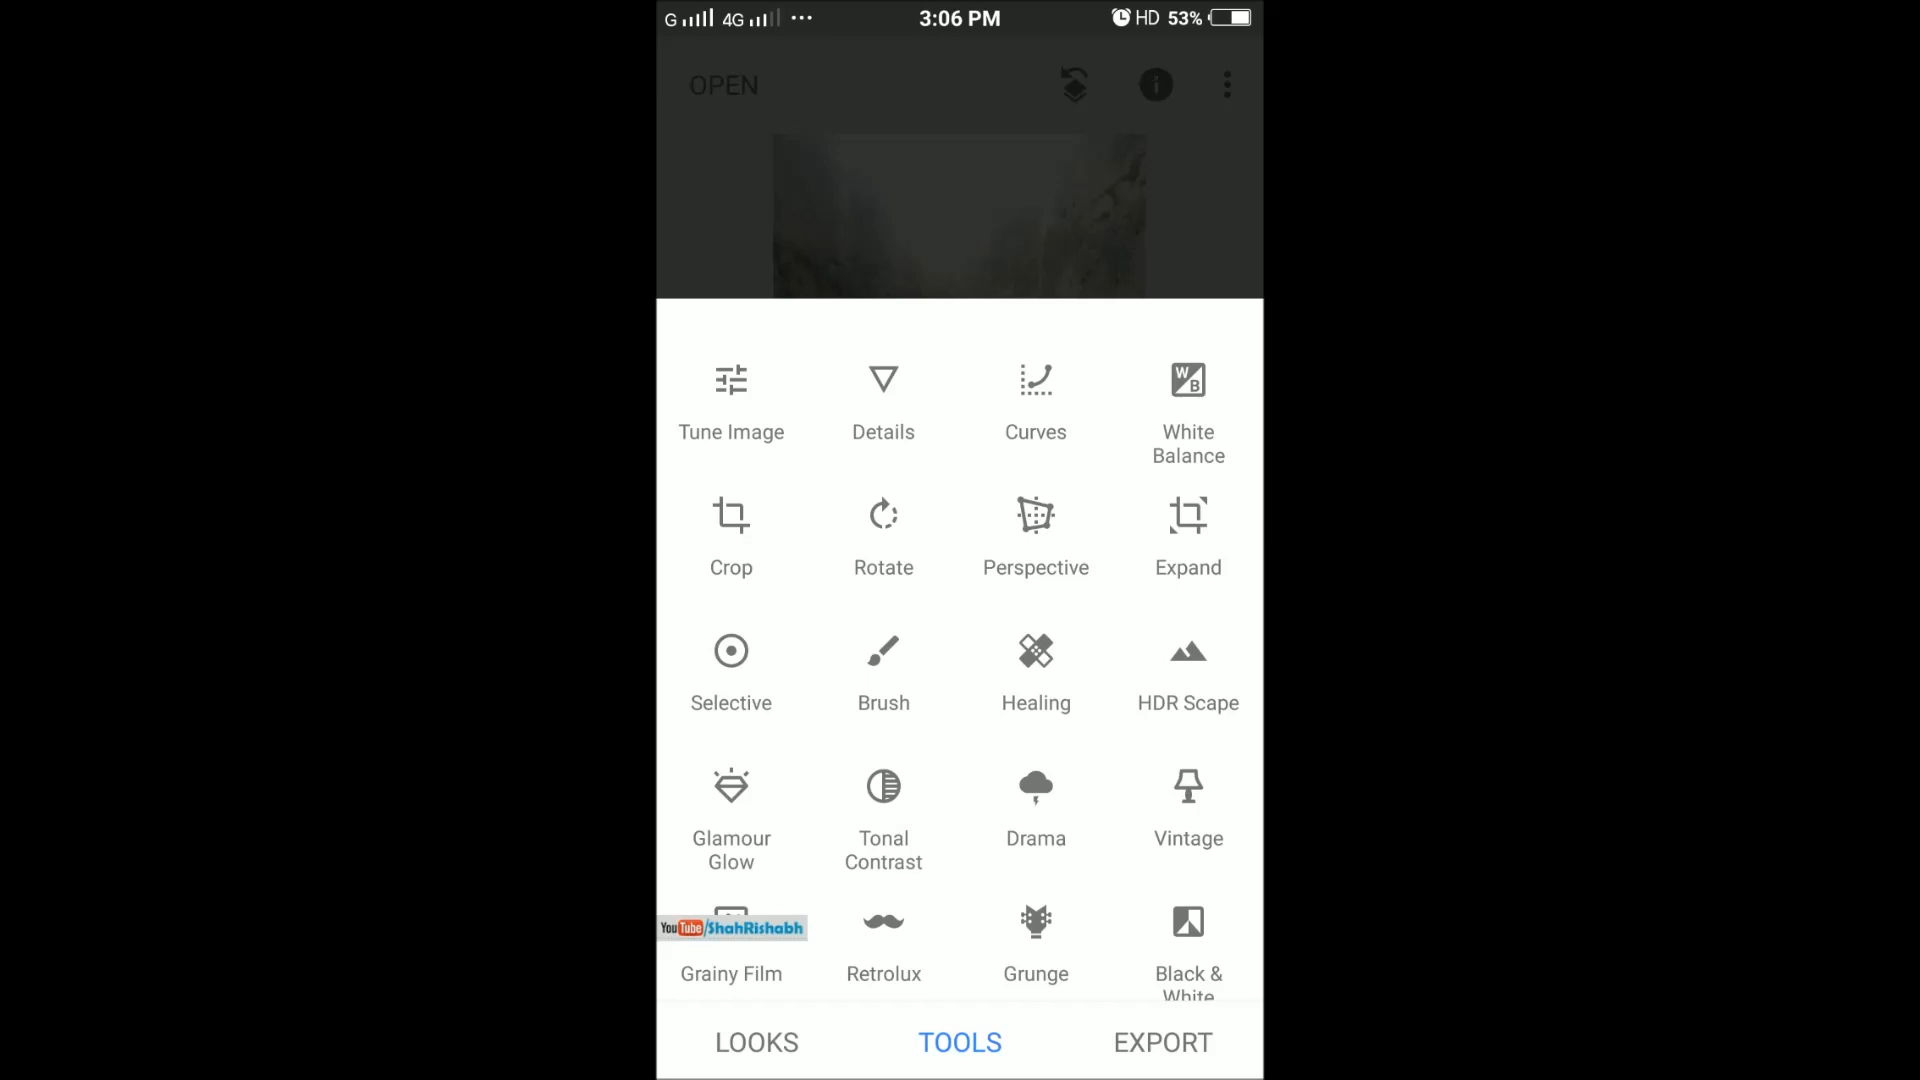 G 4G ... 3:06 PM HD 53%
OPEN
Tune Image Details Curves White Balance
Crop Rotate Perspective Expand
Selective Brush Healing HDR Scape
Glamour Glow Tonal Contrast Drama Vintage
YouTube/ShahRishabh
Grainy Film Retrolux Grunge Black & White
LOOKS TOOLS EXPORT